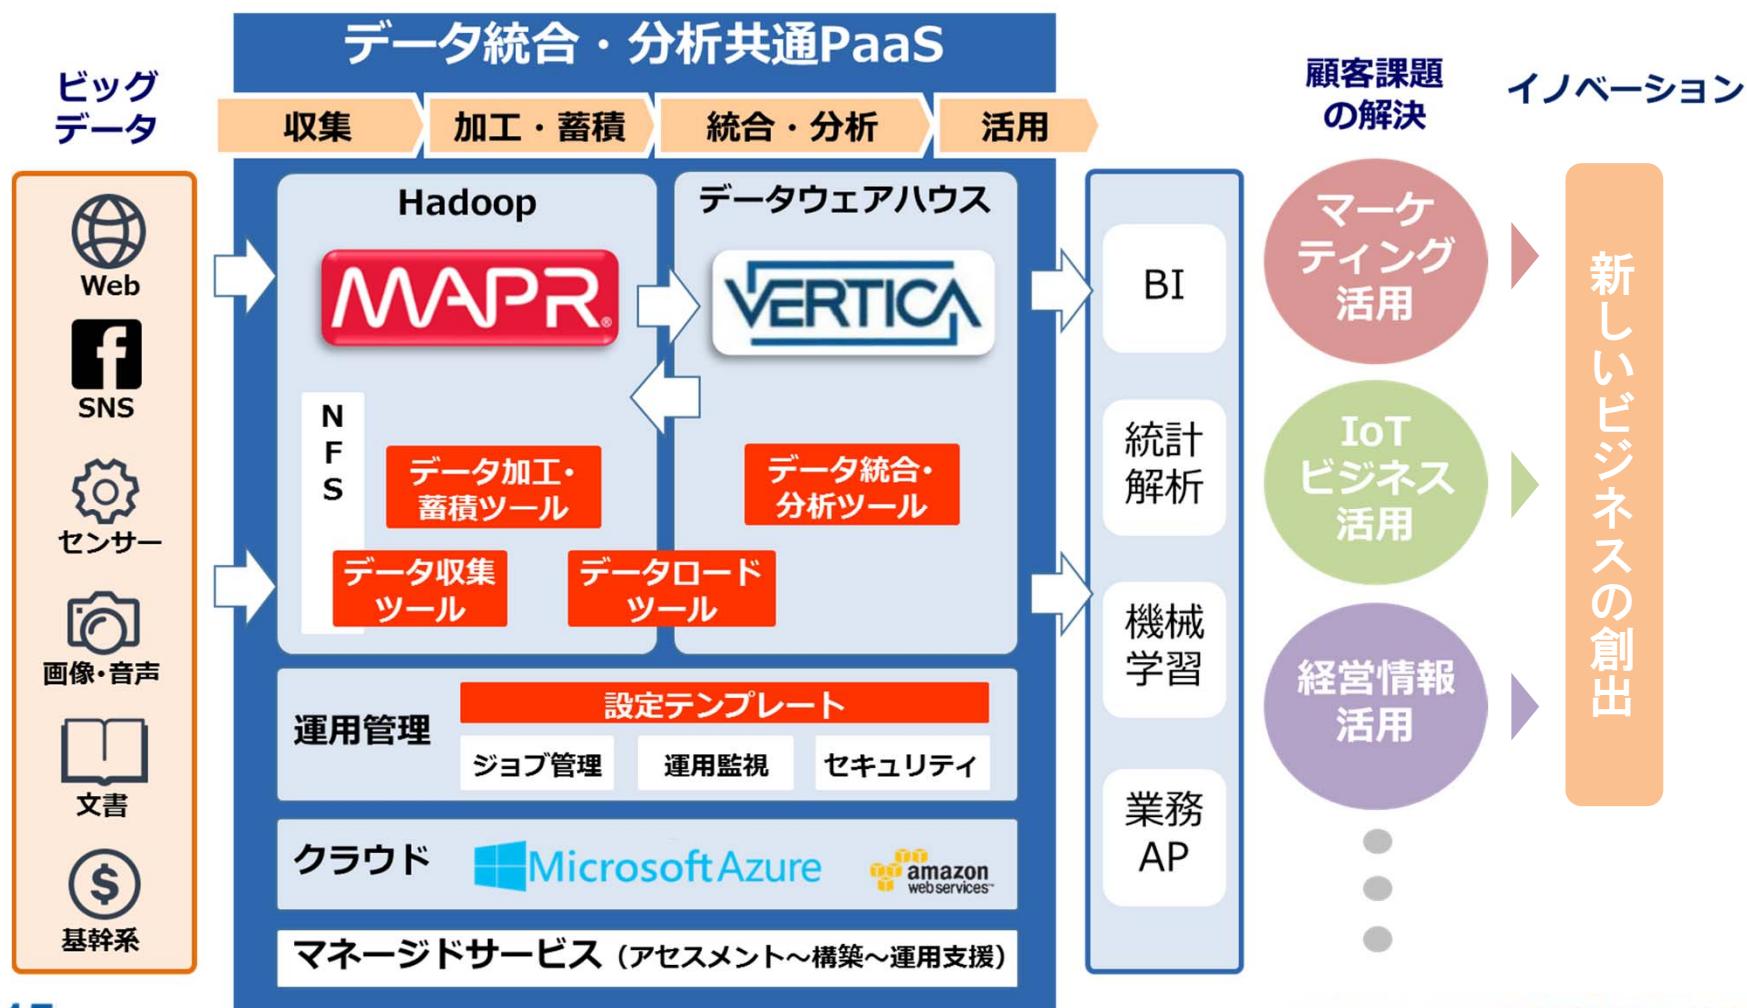 データ統合・分析共通PaaS
ビッグ
データ
収集
加工・蓄積
統合・分析
活用
顧客課題
の解決
イノベーション
Web
SNS
センサー
画像・音声
文書
基幹系
Hadoop
MAPR®
N
F
S
データ加工・
蓄積ツール
データ収集
ツール
データロード
ツール
データウェアハウス
VERTICA
データ統合・
分析ツール
運用管理
設定テンプレート
ジョブ管理
運用監視
セキュリティ
クラウド
Microsoft Azure
amazon
web services™
マネージドサービス（アセスメント～構築～運用支援）
BI
統計
解析
機械
学習
業務
AP
マーケ
ティング
活用
IoT
ビジネス
活用
経営情報
活用
新しいビジネスの創出